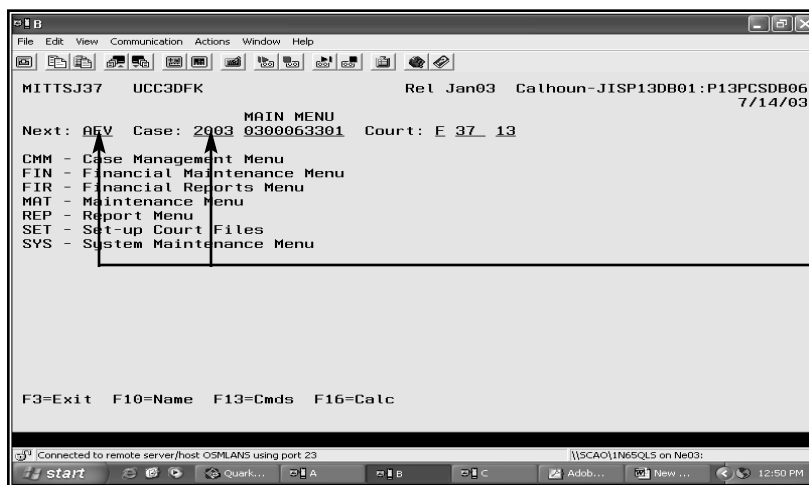 B
File Edit View Communication Actions Window Help
MITTSJ37 UCC3DFK Rel Jan03 Calhoun-JISP13DB01:P13PCSDB06
7/14/03
MAIN MENU
Next: AEV Case: 2003 0300063301 Court: F 37 13
CMM - Case Management Menu
FIN - Financial Maintenance Menu
FIR - Financial Reports Menu
MAT - Maintenance Menu
REP - Report Menu
SET - Set-up Court Files
SYS - System Maintenance Menu
F3=Exit F10=Name F13=Cmds F16=Calc
Connected to remote server/host OSMLANS using port 23 \\SCAO\1N65QLS on Ne03:
start Quark... A B C Adob... New ... 12:50 PM